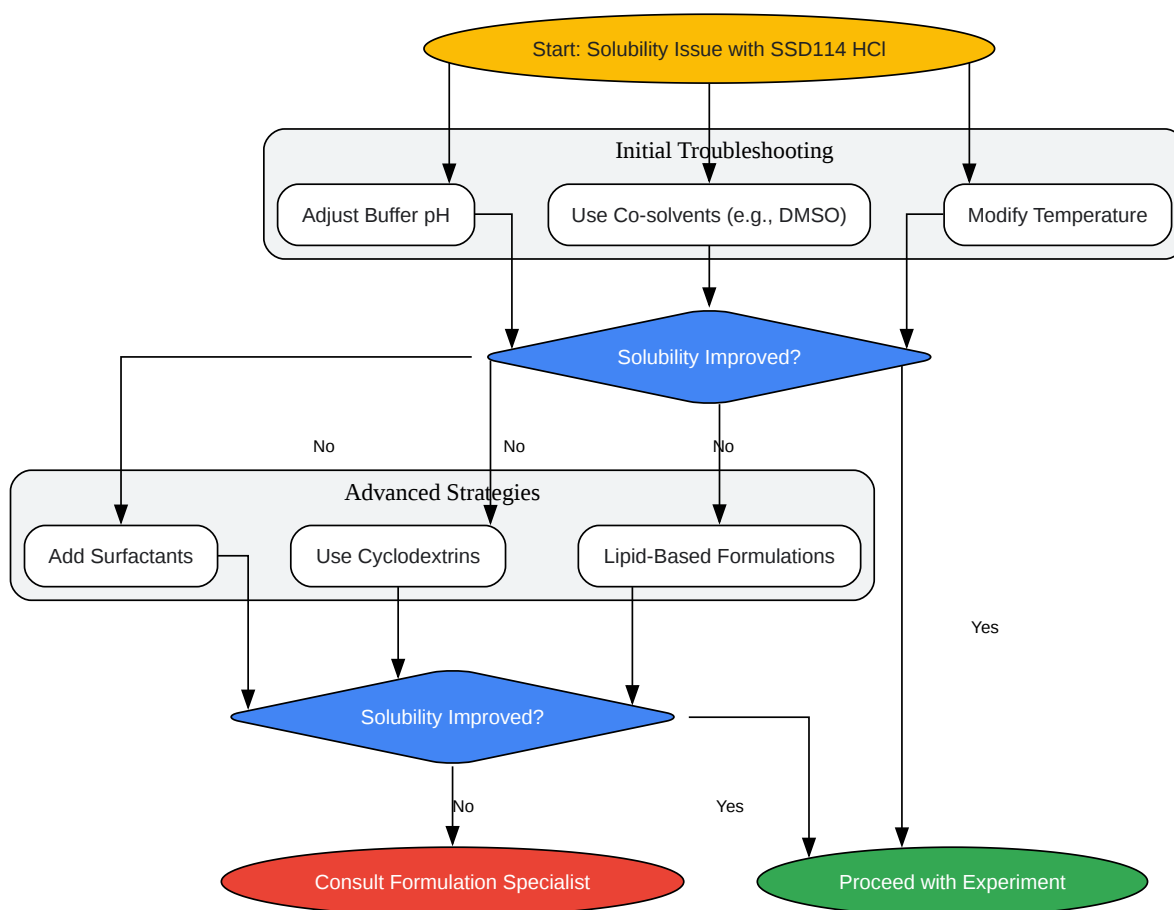 Start: Solubility Issue with SSD114 HCl
Initial Troubleshooting
Adjust Buffer pH
Use Co-solvents (e.g., DMSO)
Modify Temperature
Solubility Improved?
No
No
No
Advanced Strategies
Add Surfactants
Use Cyclodextrins
Lipid-Based Formulations
Yes
Solubility Improved?
No
Yes
Consult Formulation Specialist
Proceed with Experiment